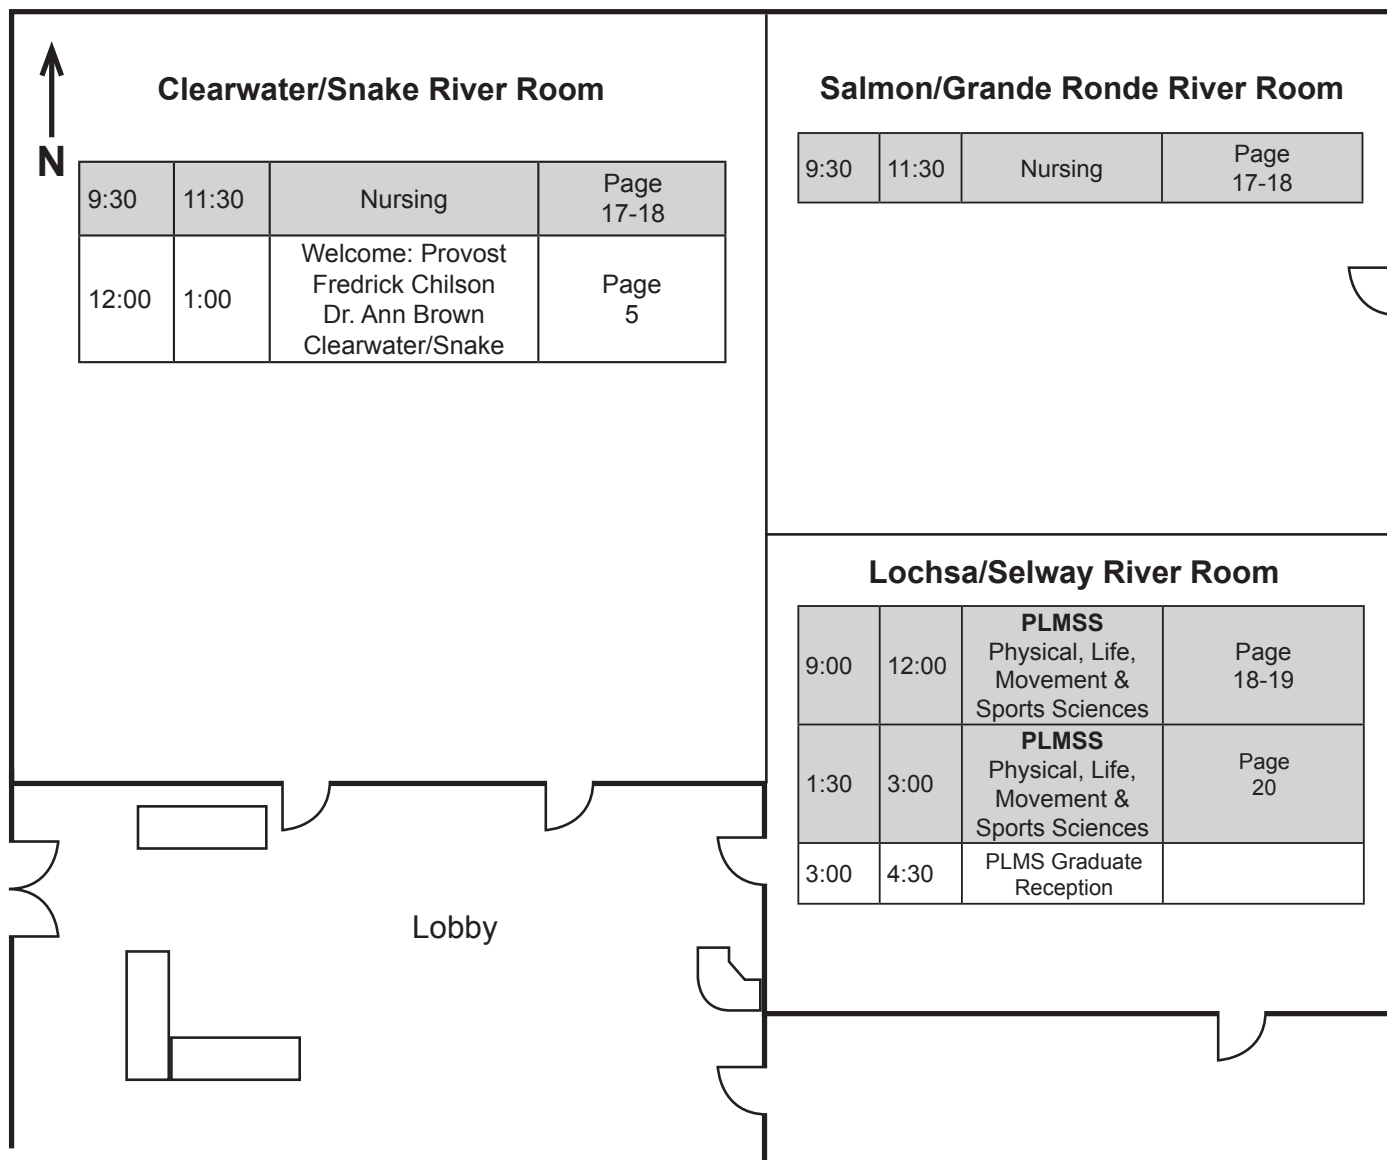 Clearwater/Snake River Room
N
9:30 11:30 Nursing Page
17-18
12:00 1:00 Welcome: Provost
Fredrick Chilson
Dr. Ann Brown
Clearwater/Snake
Page
5
Salmon/Grande Ronde River Room
9:30 11:30 Nursing Page
17-18
Lochsa/Selway River Room
9:00 12:00 PLMSS
Physical, Life,
Movement &
Sports Sciences
Page
18-19
1:30 3:00 PLMSS
Physical, Life,
Movement &
Sports Sciences
Page
20
3:00 4:30 PLMS Graduate
Reception
Lobby